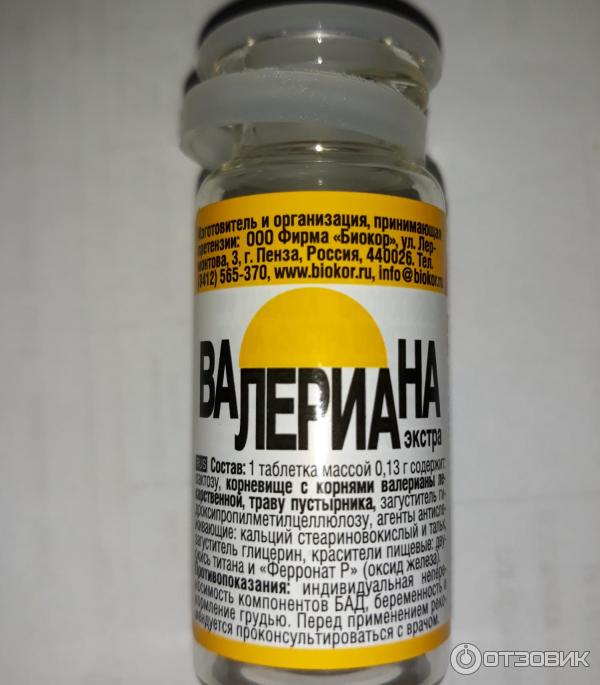 Изготовитель и организация, принимающая
претензии: ООО Фирма «Биокор», ул. Лер-
монтова, 3, г. Пенза, Россия, 440026. Тел.
(8412) 565-370, www.biokor.ru, info@biokor.ru
ВАЛЕРИАНА
экстра
RUS Состав: 1 таблетка массой 0,13 г содержит:
лактозу, корневище с корнями валерианы ле-
карственной, траву пустырника, загуститель ги-
дроксипропилметилцеллюлозу, агенты антисле-
живающие: кальций стеариновокислый и тальк,
загуститель глицерин, красители пищевые: дву-
окись титана и «Ферронат Р» (оксид железа).
Противопоказания: индивидуальная непере-
носимость компонентов БАД, беременность и
кормление грудью. Перед применением реко-
мендуется проконсультироваться с врачом.
ОТЗОВИК